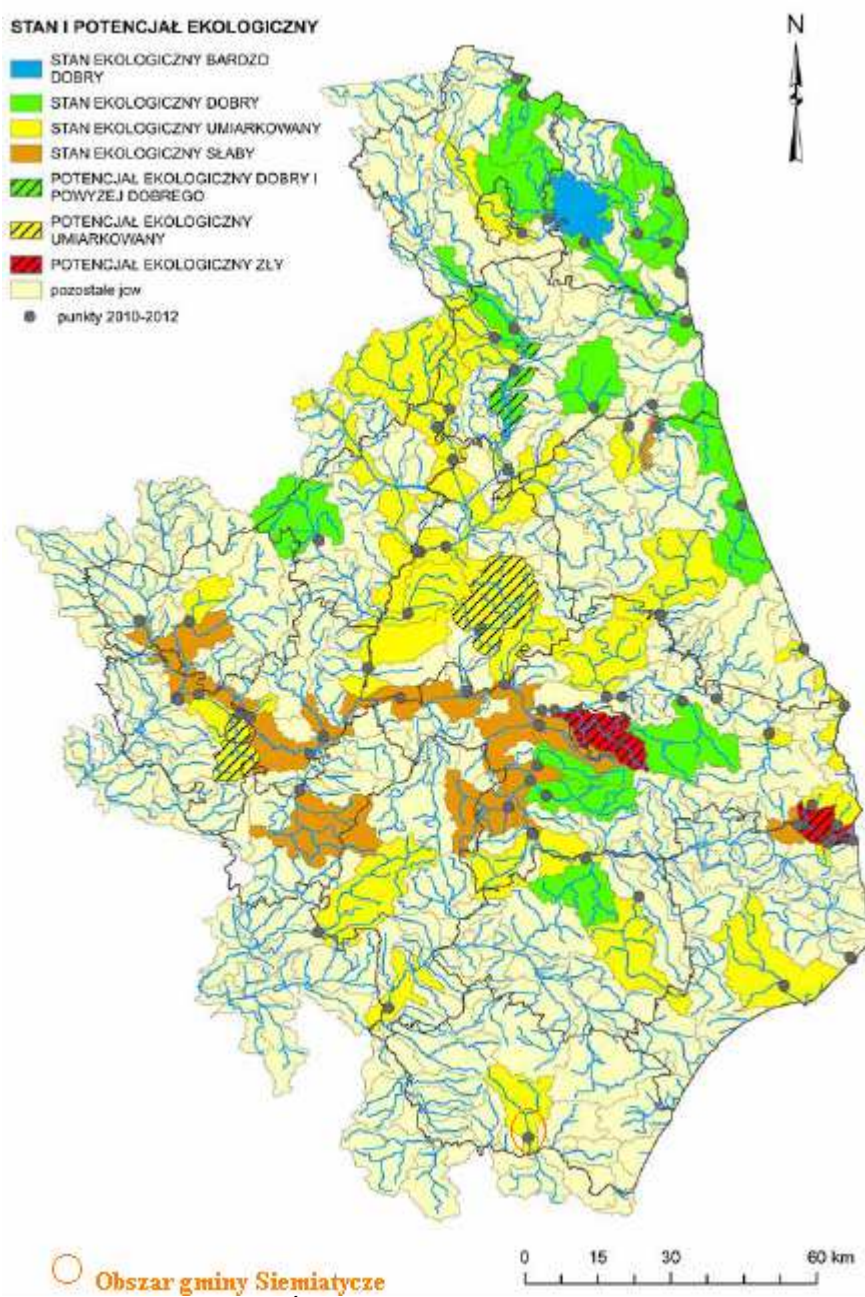 STAN I POTENCJAŁ EKOLOGICZNY
STAN EKOLOGICZNY BARDZO
DOBRY
STAN EKOLOGICZNY DOBRY
STAN EKOLOGICZNY UMIARKOWANY
STAN EKOLOGICZNY SŁABY
POTENCJAŁ EKOLOGICZNY DOBRY I
POWYŻEJ DOBREGO
POTENCJAŁ EKOLOGICZNY
UMIARKOWANY
POTENCJAŁ EKOLOGICZNY ZŁY
pozostałe jcw
punkty 2010-2012
N
0 15 30 60 km
Obszar gminy Siemiatycze